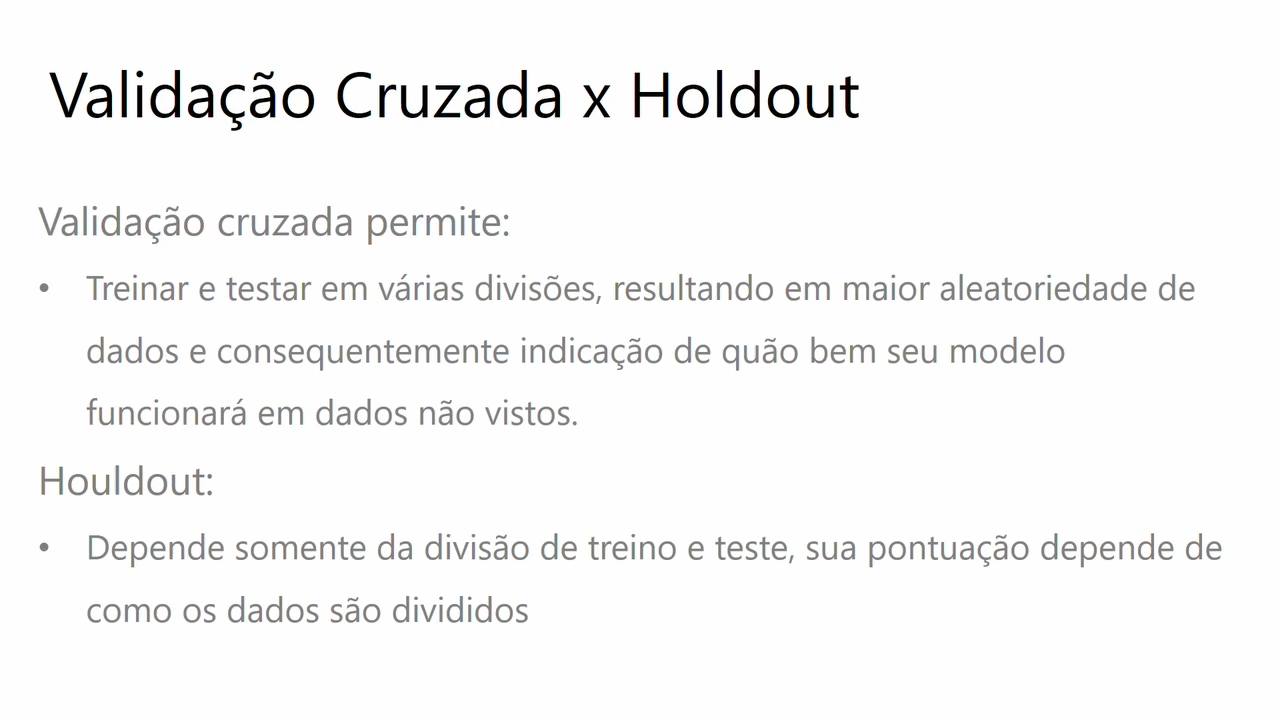 Validação Cruzada x Holdout
Validação cruzada permite:
• Treinar e testar em várias divisões, resultando em maior aleatoriedade de
dados e consequentemente indicação de quão bem seu modelo
funcionará em dados não vistos.
Houldout:
• Depende somente da divisão de treino e teste, sua pontuação depende de
como os dados são divididos